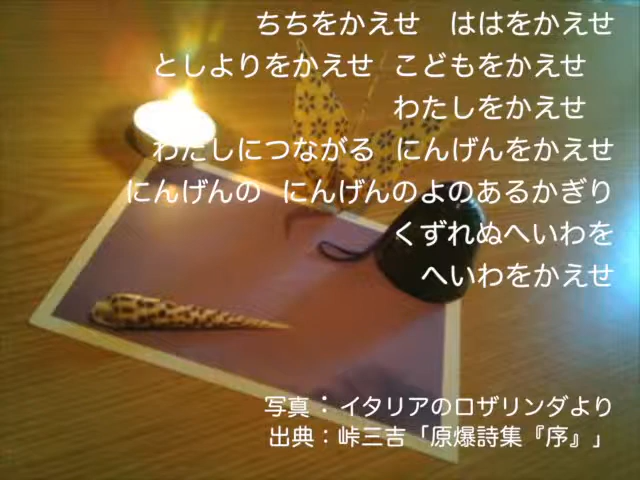 ちちをかえせ　ははをかえせ
としよりをかえせ　こどもをかえせ
わたしをかえせ
わたしにつながる　にんげんをかえせ
にんげんの　にんげんのよのあるかぎり
くずれぬへいわを
へいわをかえせ
写真：イタリアのロザリンダより
出典：峠三吉「原爆詩集『序』」